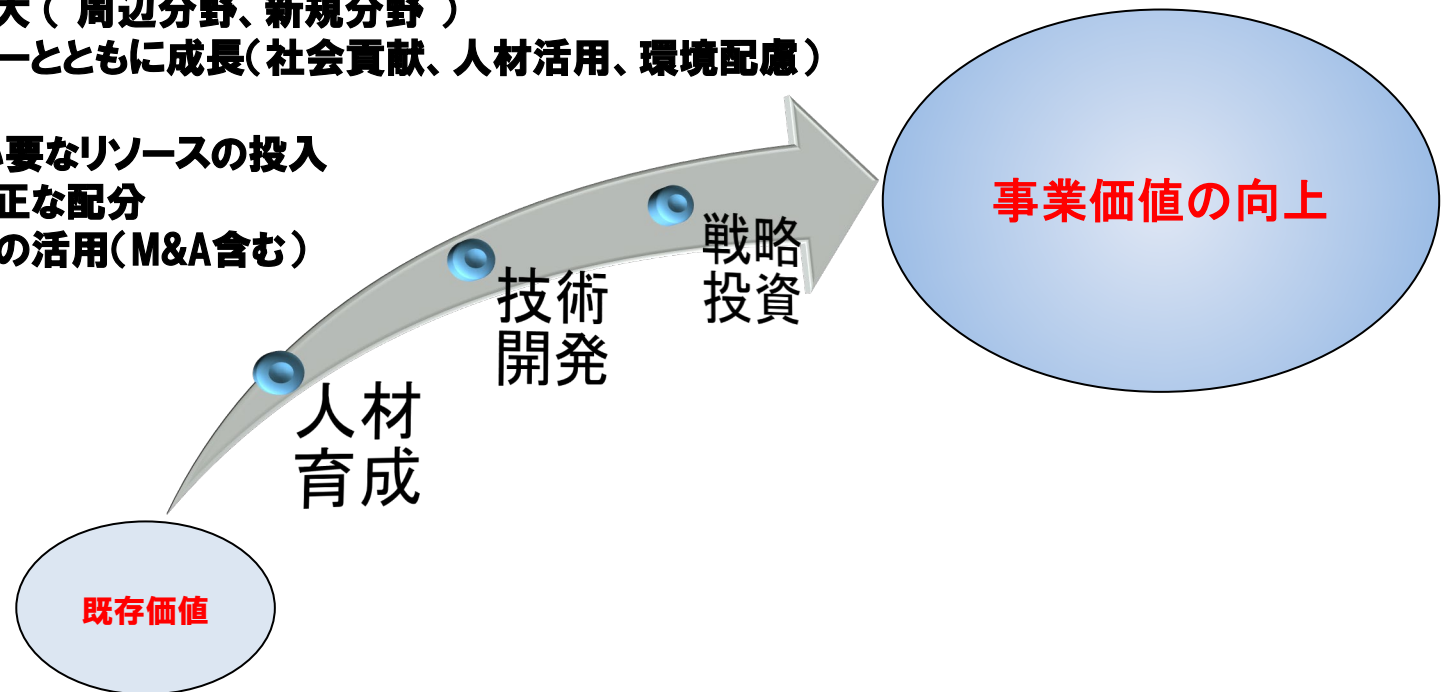 大（ 周辺分野、新規分野 ）
ーとともに成長（社会貢献、人材活用、環境配慮）
要なリソースの投入
正な配分
の活用（M&A含む）
事業価値の向上
戦略
投資
技術
開発
人材
育成
既存価値